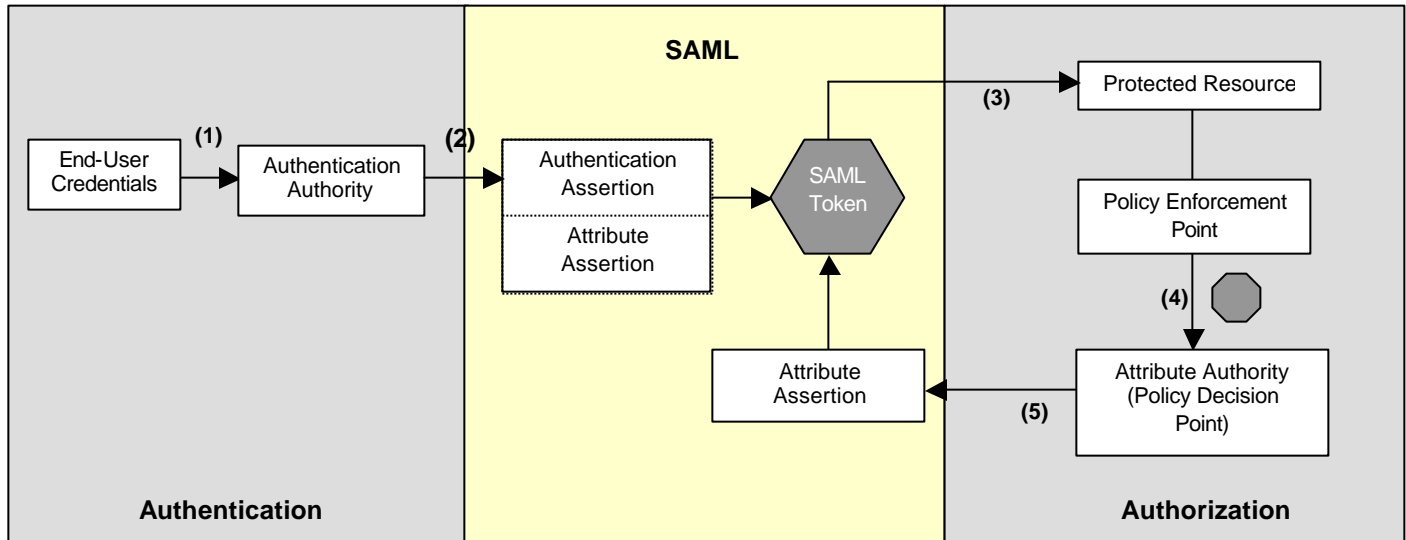 SAML
(3)
Protected Resource
(1)
(2)
End-User
Credentials
Authentication
Authority
Authentication
Assertion
Attribute
Assertion
SAML
Token
Policy Enforcement
Point
(4)
Attribute
Assertion
(5)
Attribute Authority
(Policy Decision
Point)
Authentication
Authorization